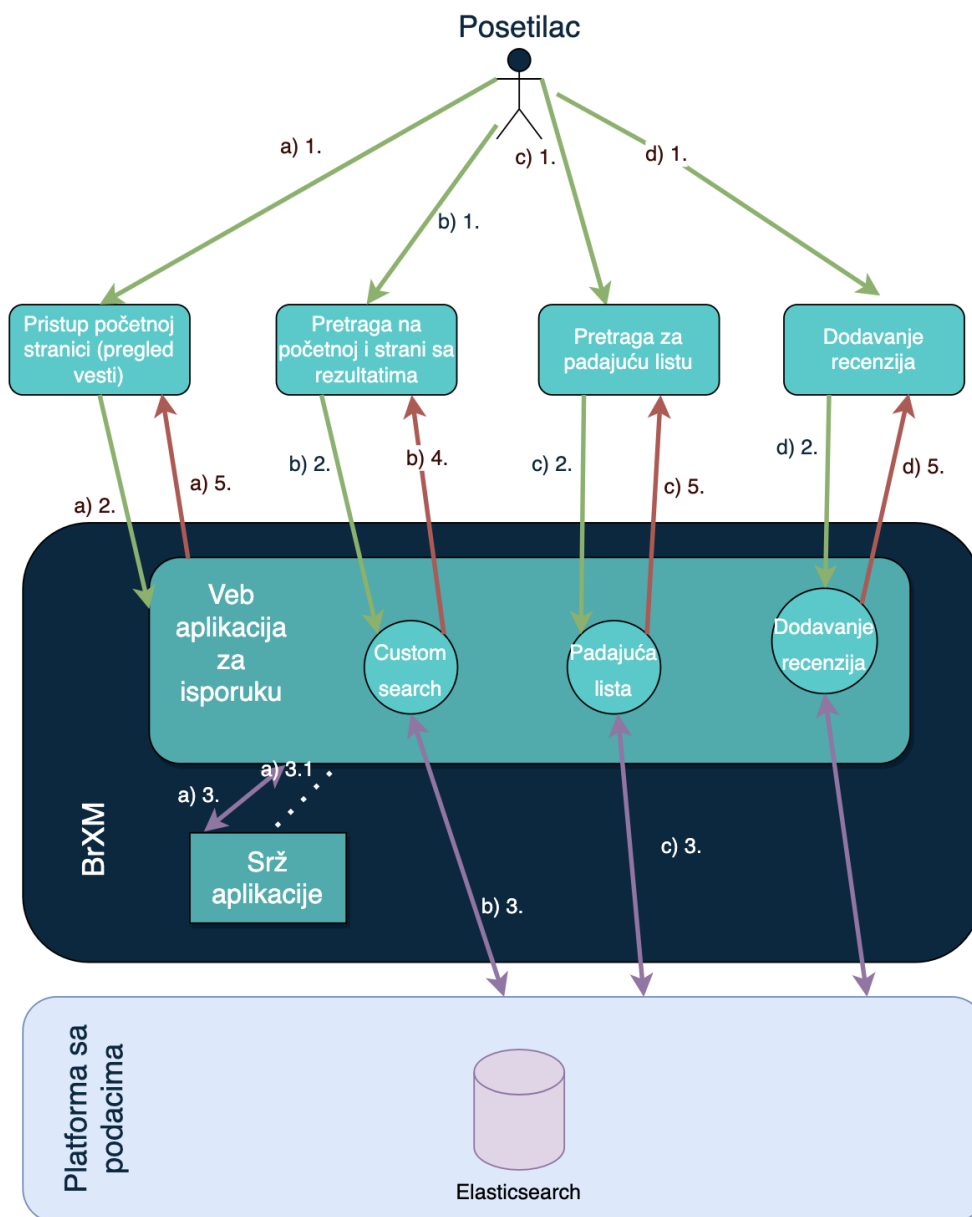 Posetilac
a) 1.
b) 1.
c) 1.
d) 1.
Pristup početnoj
stranici (pregled
vesti)
Pretraga na
početnoj i strani sa
rezultatima
Pretraga za
padajuću listu
Dodavanje
recenzija
a) 2.
a) 5.
b) 2.
b) 4.
c) 2.
c) 5.
d) 2.
d) 5.
Veb
aplikacija
za
isporuku
Custom
search
Padajuća
lista
Dodavanje
recenzija
a) 3.
a) 3.1
BrXM
Srž
aplikacije
b) 3.
c) 3.
Platforma sa
podacima
Elasticsearch